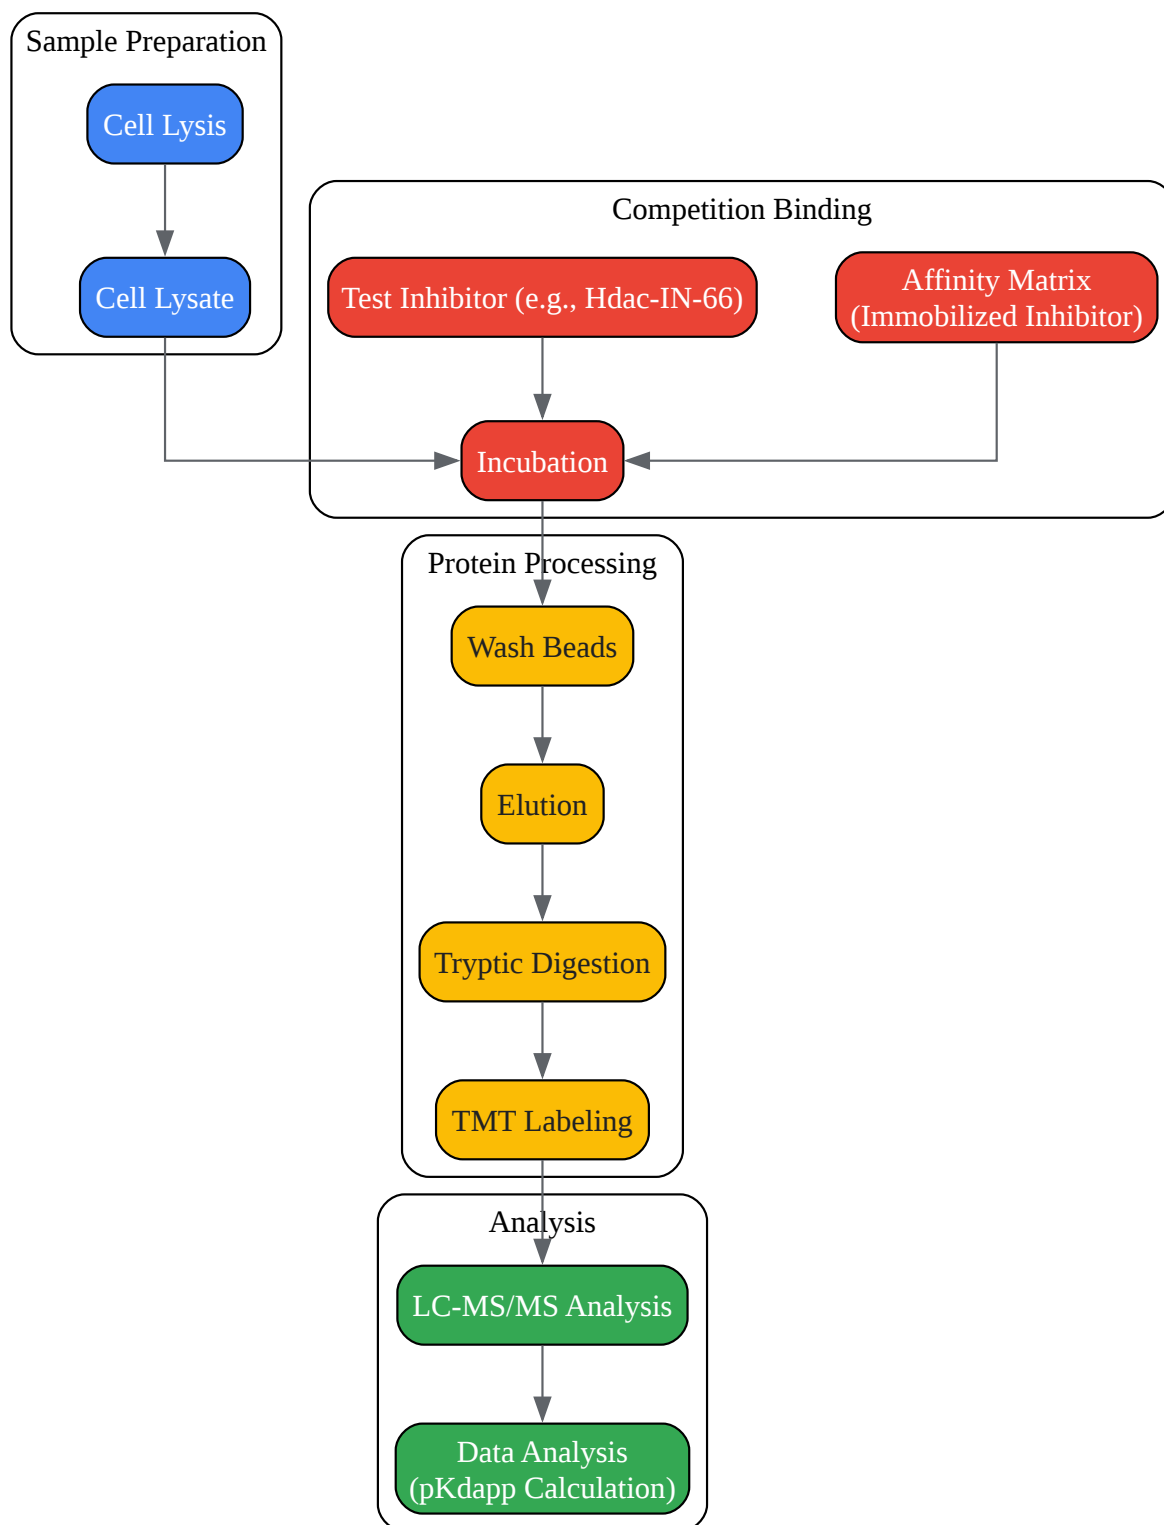 Sample Preparation
Cell Lysis
Cell Lysate
Competition Binding
Test Inhibitor (e.g., Hdac-IN-66)
Affinity Matrix
(Immobilized Inhibitor)
Incubation
Protein Processing
Wash Beads
Elution
Tryptic Digestion
TMT Labeling
Analysis
LC-MS/MS Analysis
Data Analysis
(pKdapp Calculation)